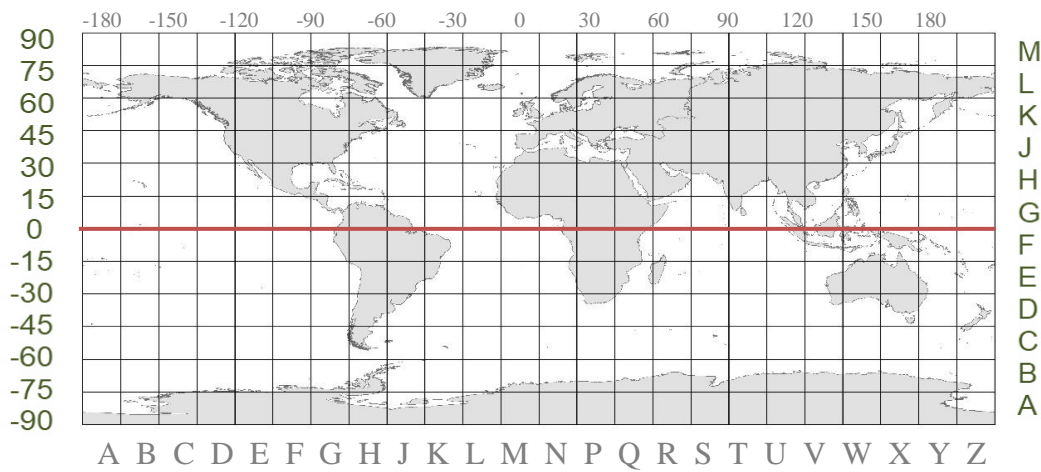 -180 -120 -90 -60 -30 0 30 60 90 120 150 180
90
75
60
45
30
15
0
-15
-30
-45
-60
-75
-90
M
L
K
J
H
G
F
E
D
C
B
A
A B C D E F G H J K L M N P Q R S T U V W X Y Z